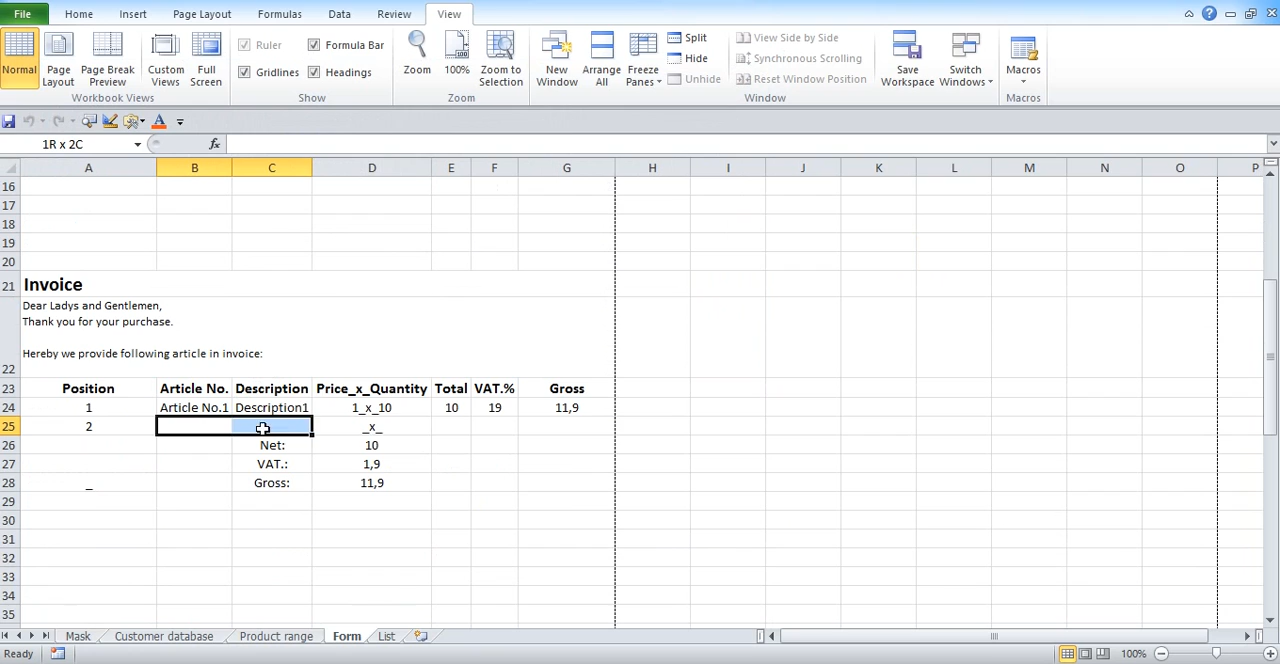 File Home Insert Page Layout Formulas Data Review View
Normal Page Layout Page Break Preview Custom Views Full Screen
Workbook Views
Ruler Formula Bar
Gridlines Headings
Show
Zoom 100% Zoom to Selection
Zoom
New Window Arrange All Freeze Panes
Split
Hide
Unhide
View Side by Side
Synchronous Scrolling
Reset Window Position
Window
Save Workspace Switch Windows
Macros
Macros
1R x 2C fx
A B C D E F G H I J K L M N O P
16
17
18
19
20
21 Invoice
Dear Ladys and Gentlemen,
Thank you for your purchase.
Hereby we provide following article in invoice:
22
23 Position Article No. Description Price_x_Quantity Total VAT.% Gross
24 1 Article No.1 Description1 1_x_10 10 19 11,9
25 2 _x_
26 Net: 10
27 VAT.: 1,9
28 _ Gross: 11,9
29
30
31
32
33
34
35
Mask Customer database Product range Form List
Ready 100%